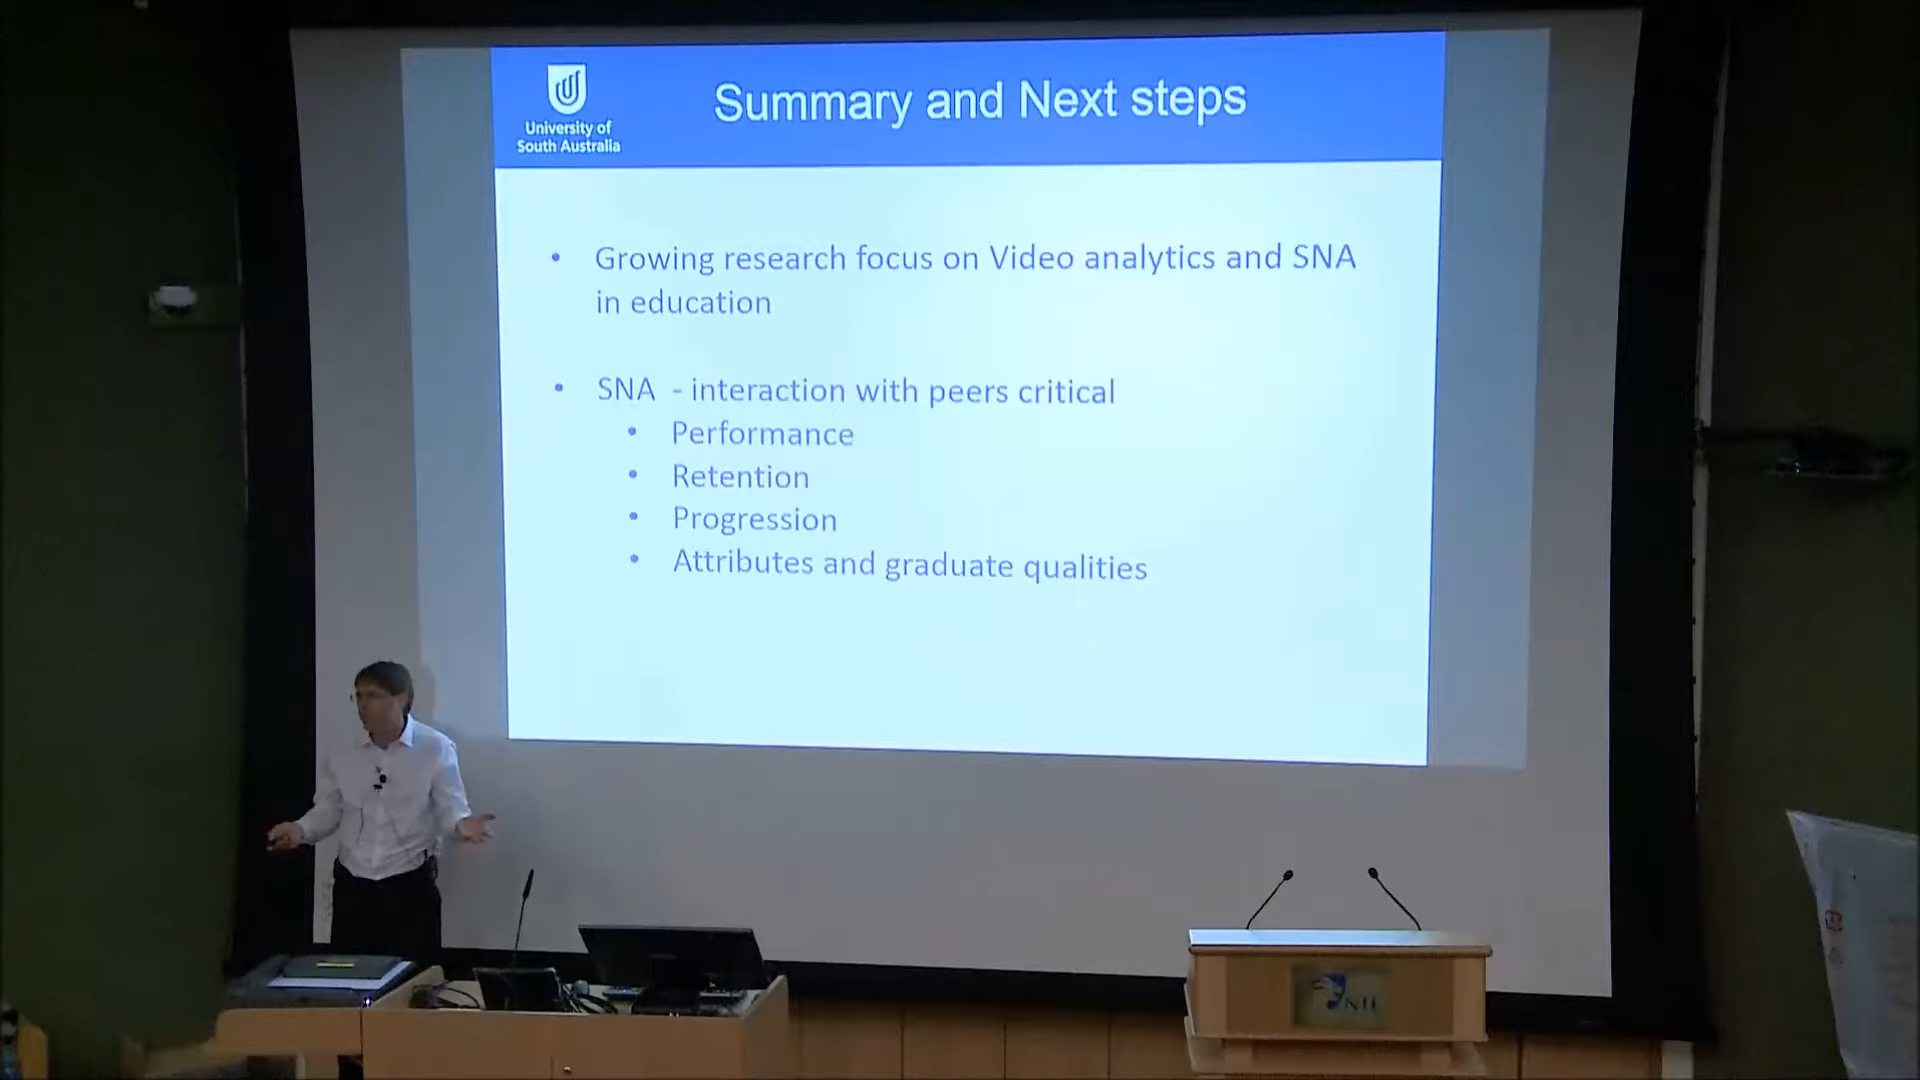 University of
South Australia
Summary and Next steps
• Growing research focus on Video analytics and SNA
in education
• SNA - interaction with peers critical
• Performance
• Retention
• Progression
• Attributes and graduate qualities
NII